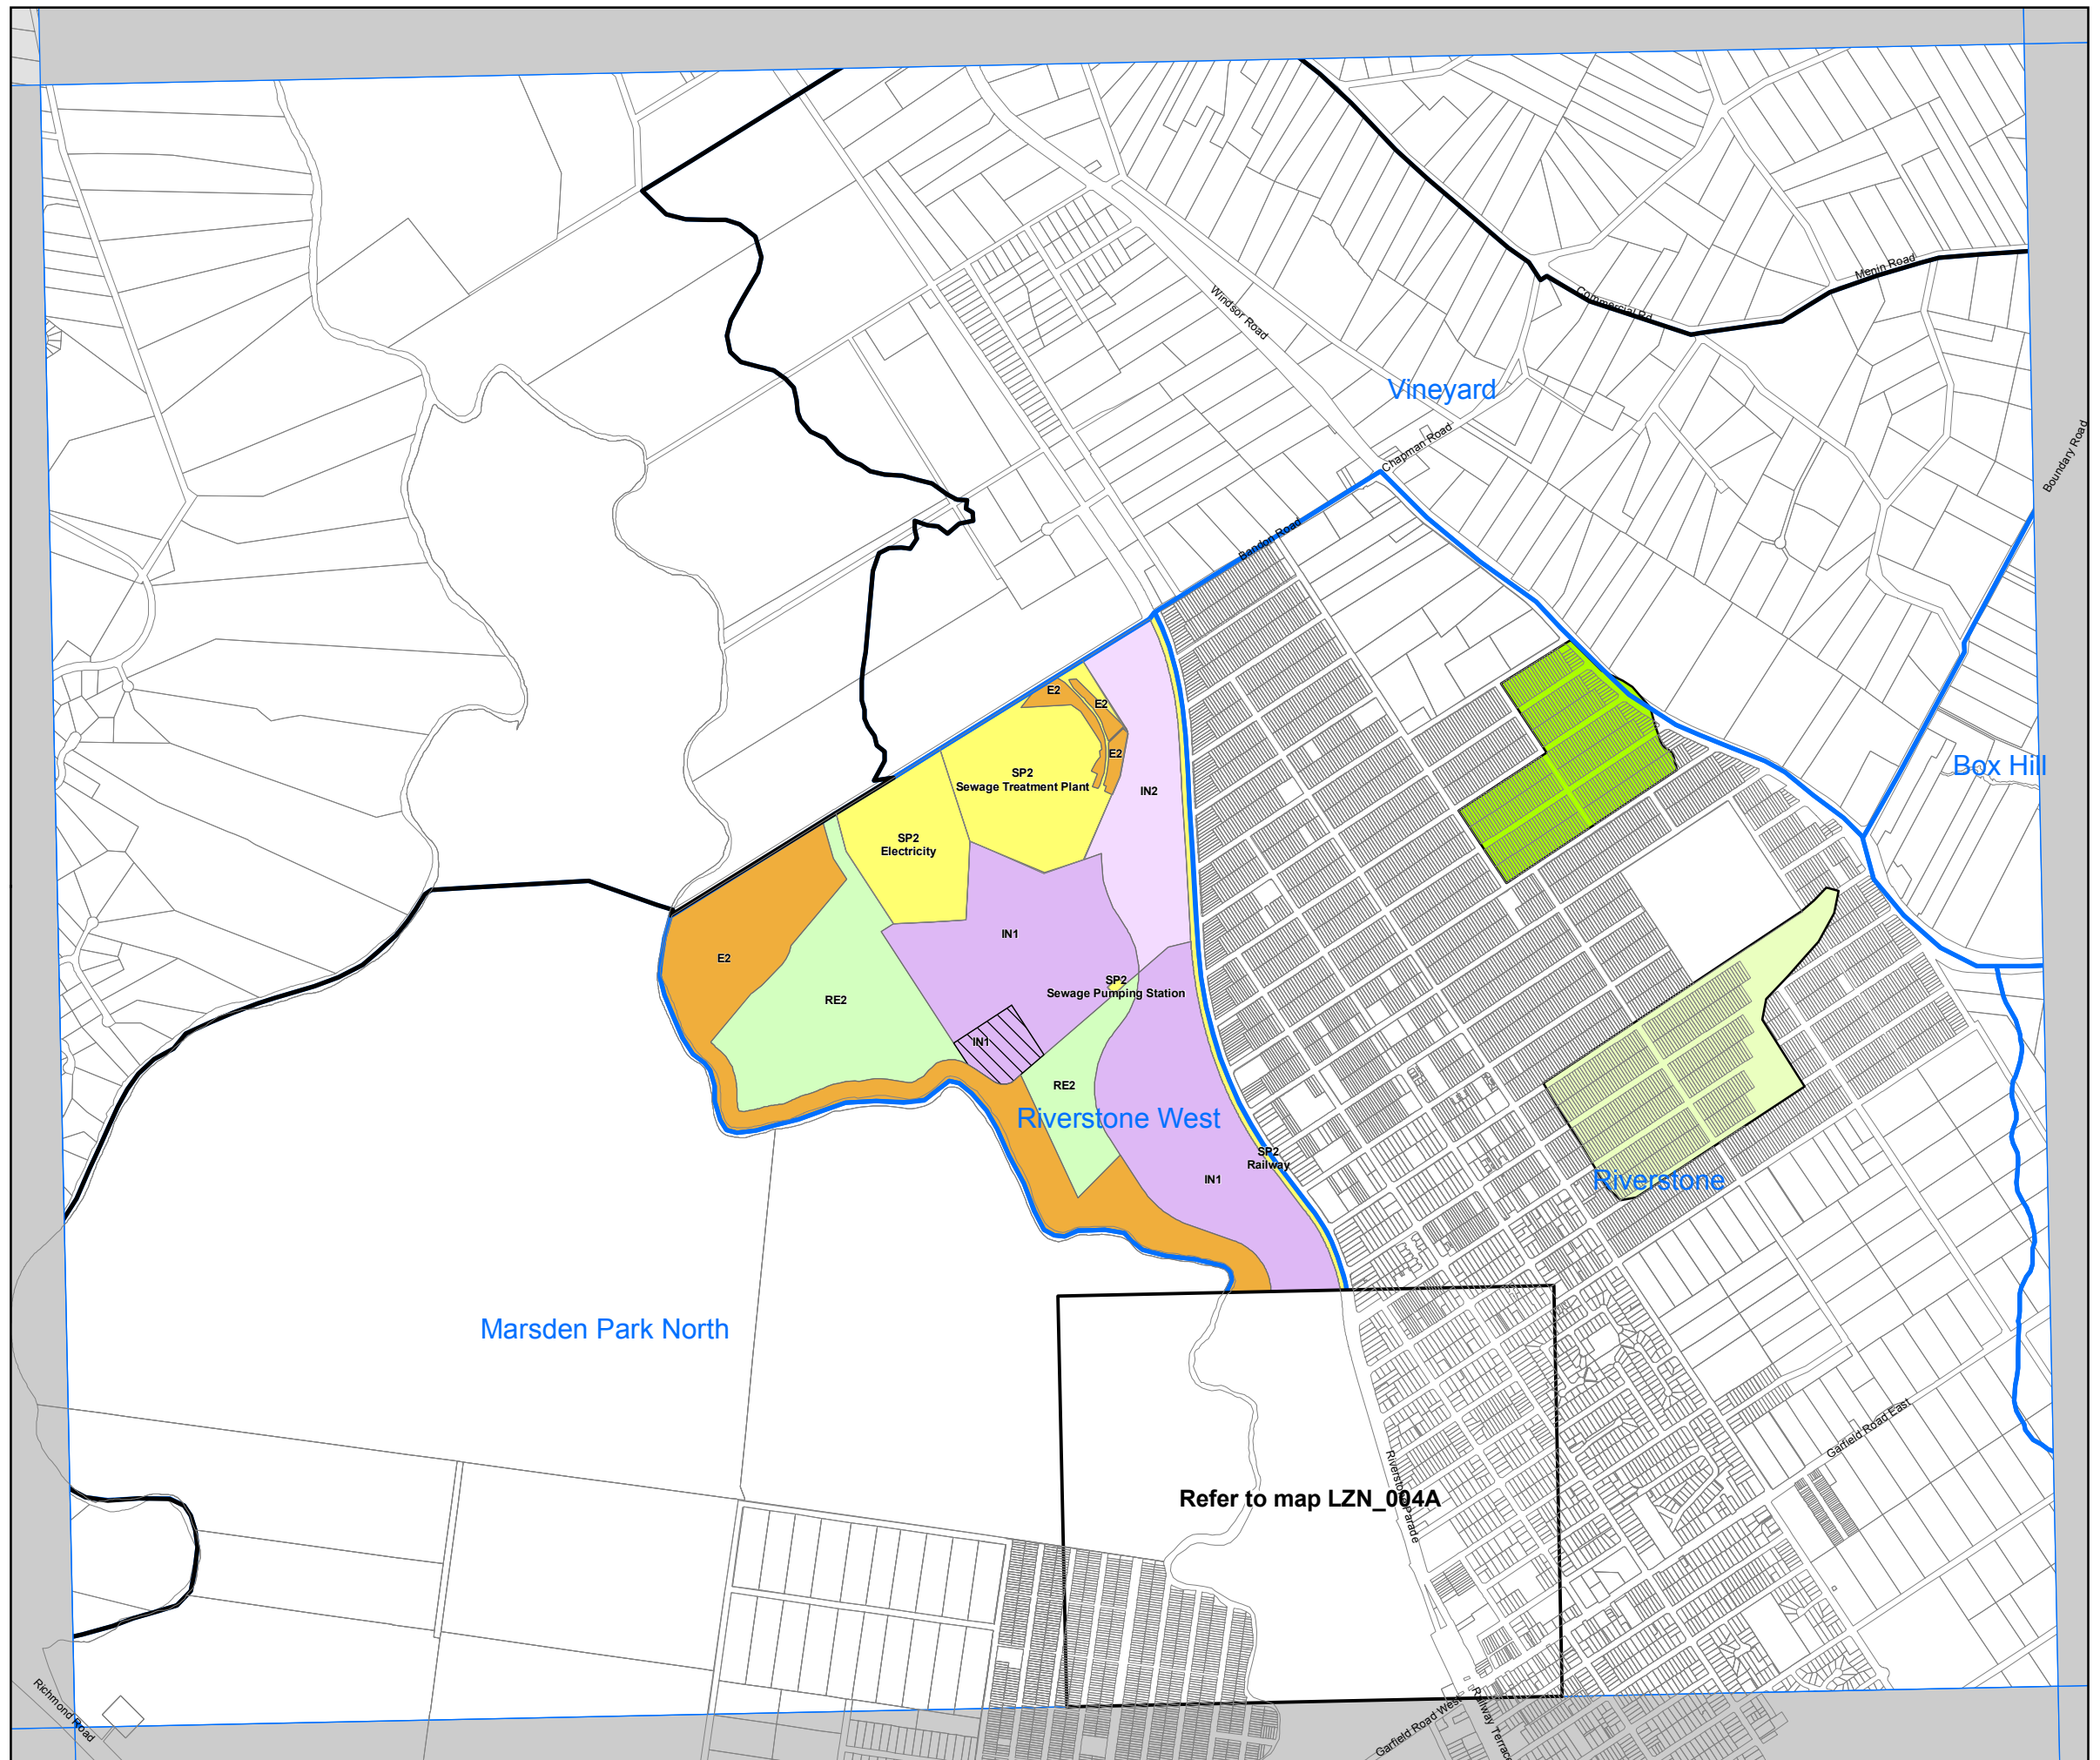 Menin Road
Commercial Rd
Windsor Road
Vineyard
Chapman Road
Boundary Road
Bandon Road
E2
E2
E2
SP2
Sewage Treatment Plant
IN2
Box Hill
SP2
Electricity
IN1
E2
SP2
Sewage Pumping Station
RE2
IN1
RE2
Riverstone West
SP2
Railway
IN1
Riverstone
Marsden Park North
Garfield Road East
Refer to map LZN_004A
Riverstone Parade
Richmond Road
Garfield Road West
Railway Terrace